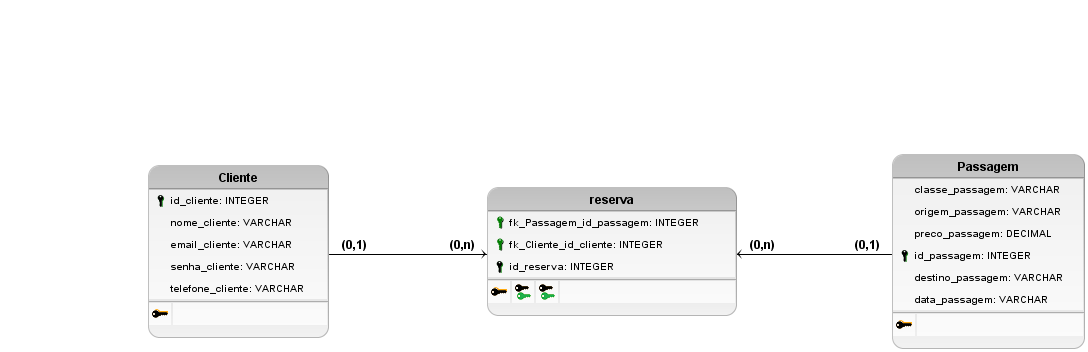 Cliente
id_cliente: INTEGER
nome_cliente: VARCHAR
email_cliente: VARCHAR
senha_cliente: VARCHAR
telefone_cliente: VARCHAR
(0,1)
(0,n)
reserva
fk_Passagem_id_passagem: INTEGER
fk_Cliente_id_cliente: INTEGER
id_reserva: INTEGER
(0,n)
(0,1)
Passagem
classe_passagem: VARCHAR
origem_passagem: VARCHAR
preco_passagem: DECIMAL
id_passagem: INTEGER
destino_passagem: VARCHAR
data_passagem: VARCHAR